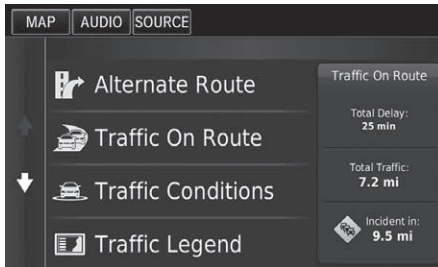 MAP AUDIO SOURCE
Alternate Route
Traffic On Route
Traffic Conditions
Traffic Legend
Traffic On Route
Total Delay:
25 min
Total Traffic:
7.2 mi
Incident in:
9.5 mi